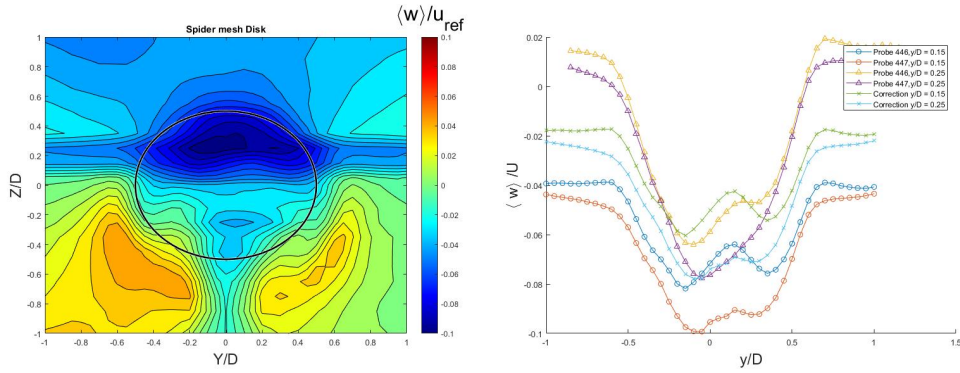 Spider mesh Disk
⟨w⟩/u_ref
1
0.8
0.6
0.4
0.2
0
-0.2
-0.4
-0.6
-0.8
-1
Z/D
-1 -0.8 -0.6 -0.4 -0.2 0 0.2 0.4 0.6 0.8 1
Y/D
0.1
0.08
0.06
0.04
0.02
0
-0.02
-0.04
-0.06
-0.08
-0.1
0.02
0
-0.02
-0.04
-0.06
-0.08
-0.1
⟨w⟩/U
-1 -0.5 0 0.5 1 1.5
y/D
Probe 446,y/D = 0.15
Probe 447,y/D = 0.15
Probe 446,y/D = 0.25
Probe 447,y/D = 0.25
Correction y/D = 0.15
Correction y/D = 0.25